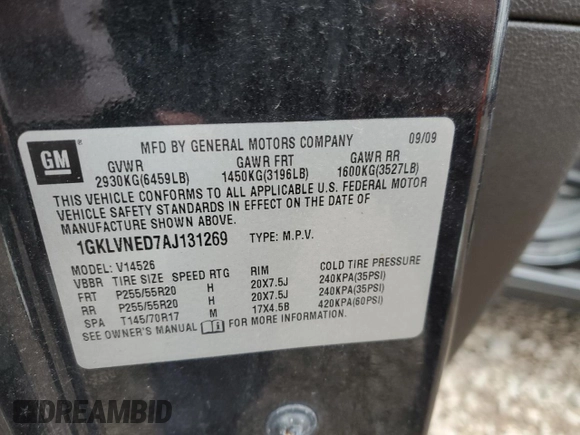 MFD BY GENERAL MOTORS COMPANY 09/09
GM
GVWR GAWR FRT GAWR RR
2930KG(6459LB) 1450KG(3196LB) 1600KG(3527LB)
THIS VEHICLE CONFORMS TO ALL APPLICABLE U.S. FEDERAL MOTOR
VEHICLE SAFETY STANDARDS IN EFFECT ON THE DATE OF
MANUFACTURE SHOWN ABOVE.
1GKLVNED7AJ131269 TYPE: M.P.V.
MODEL: V14526
VBBR TIRE SIZE SPEED RTG RIM COLD TIRE PRESSURE
FRT P255/55R20 H 20X7.5J 240KPA(35PSI)
RR P255/55R20 H 20X7.5J 240KPA(35PSI)
SPA T145/70R17 M 17X4.5B 420KPA(60PSI)
SEE OWNER'S MANUAL FOR MORE INFORMATION
DREAMBID